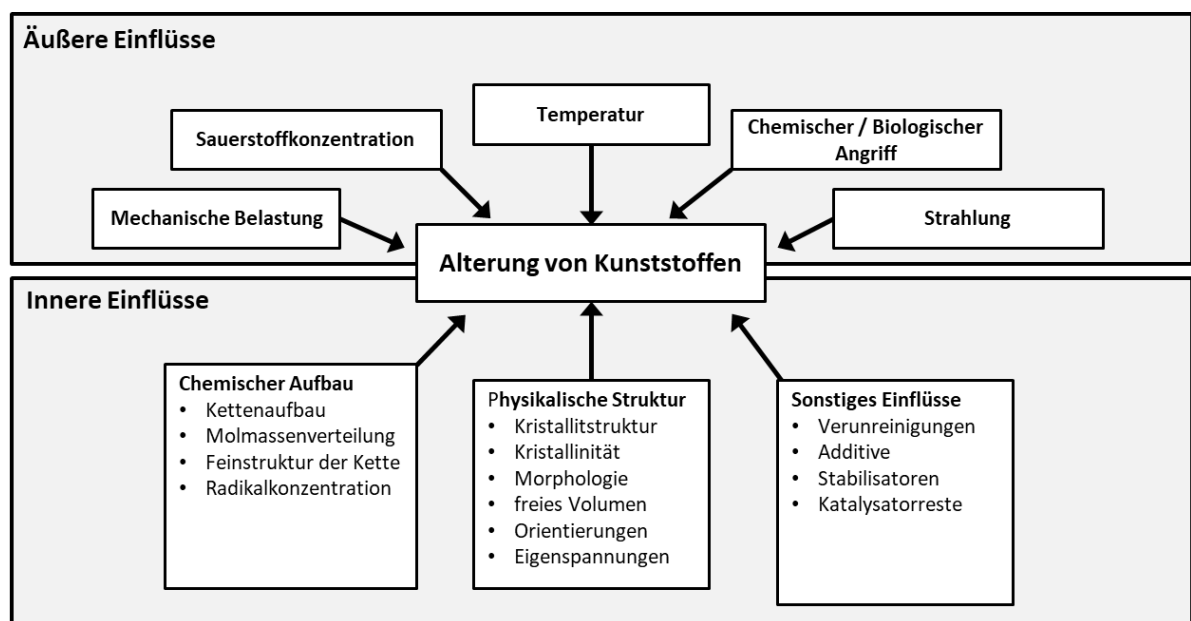 Äußere Einflüsse
Temperatur
Sauerstoffkonzentration
Chemischer / Biologischer
Angriff
Mechanische Belastung
Strahlung
Alterung von Kunststoffen
Innere Einflüsse
Chemischer Aufbau
• Kettenaufbau
• Molmassenverteilung
• Feinstruktur der Kette
• Radikalkonzentration
Physikalische Struktur
• Kristallitstruktur
• Kristallinität
• Morphologie
• freies Volumen
• Orientierungen
• Eigenspannungen
Sonstiges Einflüsse
• Verunreinigungen
• Additive
• Stabilisatoren
• Katalysatorreste